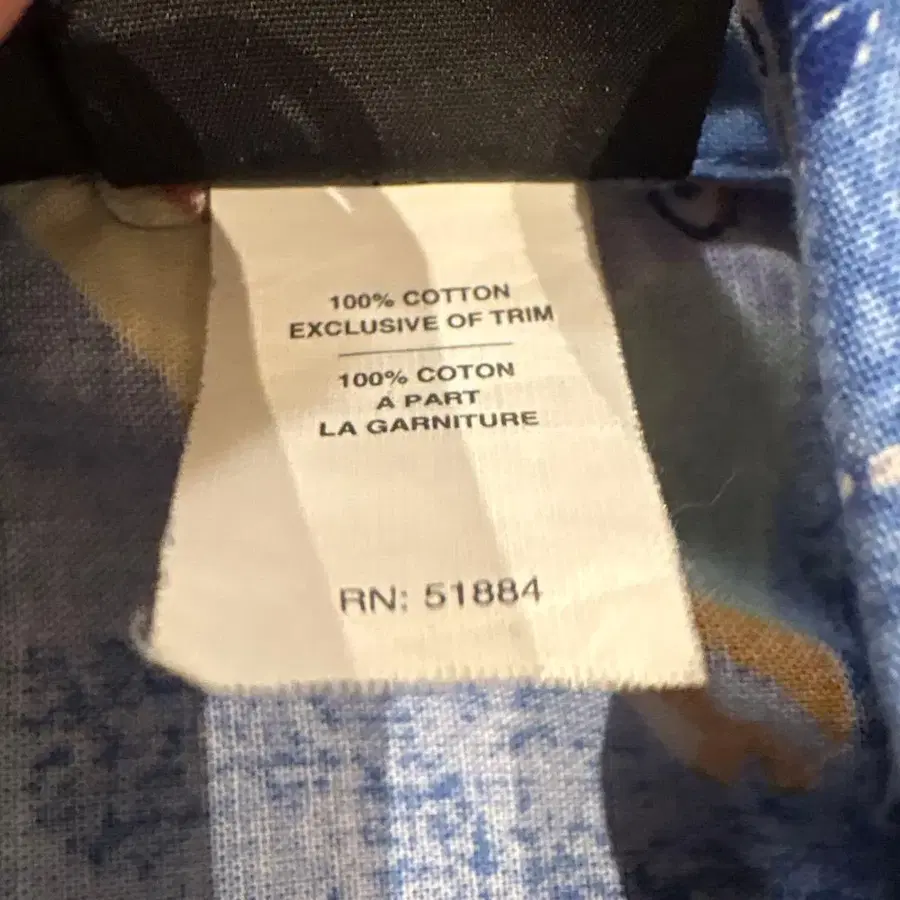 100% COTTON
EXCLUSIVE OF TRIM
100% COTON
A PART
LA GARNITURE
RN: 51884